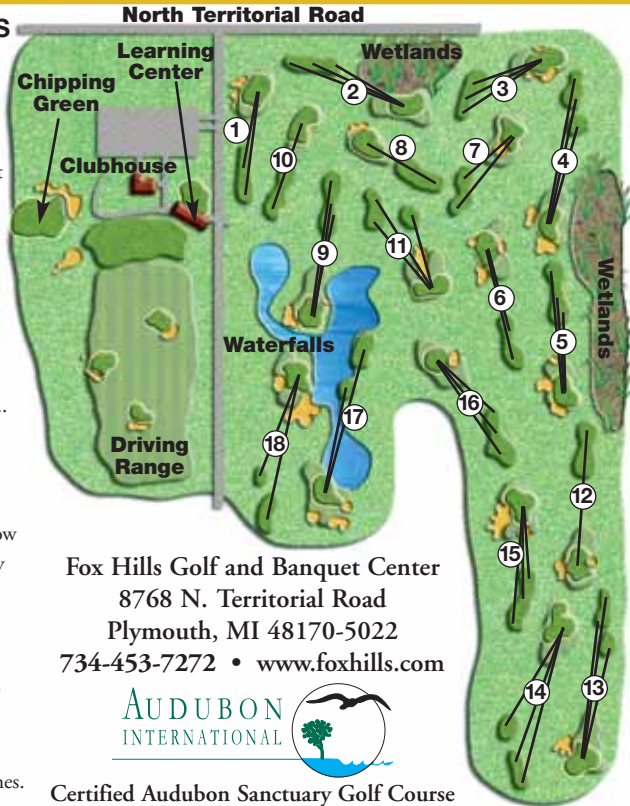 North Territorial Road
Wetlands
Learning
Center
Chipping
Green
Clubhouse
1
2
3
10
8
7
4
9
11
6
5
Wetlands
Waterfalls
16
17
18
Driving
Range
12
15
14
13
Fox Hills Golf and Banquet Center
8768 N. Territorial Road
Plymouth, MI 48170-5022
734-453-7272 • www.foxhills.com
AUDUBON
INTERNATIONAL
Certified Audubon Sanctuary Golf Course